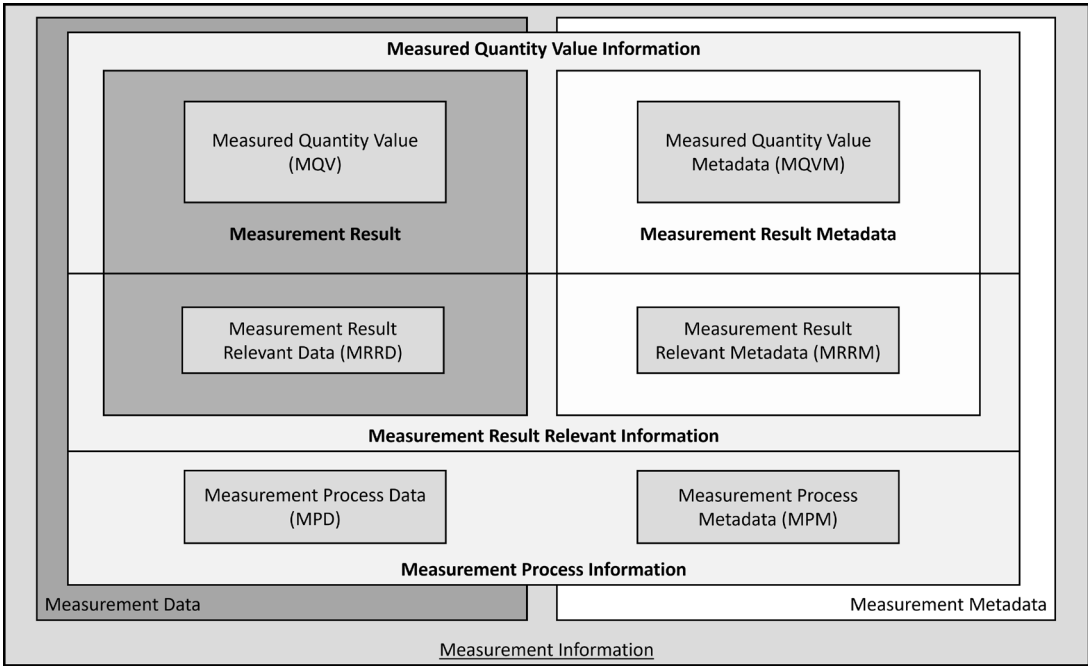 Measured Quantity Value Information
Measured Quantity Value
(MQV)
Measured Quantity Value
Metadata (MQVM)
Measurement Result
Measurement Result Metadata
Measurement Result
Relevant Data (MRRD)
Measurement Result
Relevant Metadata (MRRM)
Measurement Result Relevant Information
Measurement Process Data
(MPD)
Measurement Process
Metadata (MPM)
Measurement Process Information
Measurement Data
Measurement Metadata
Measurement Information